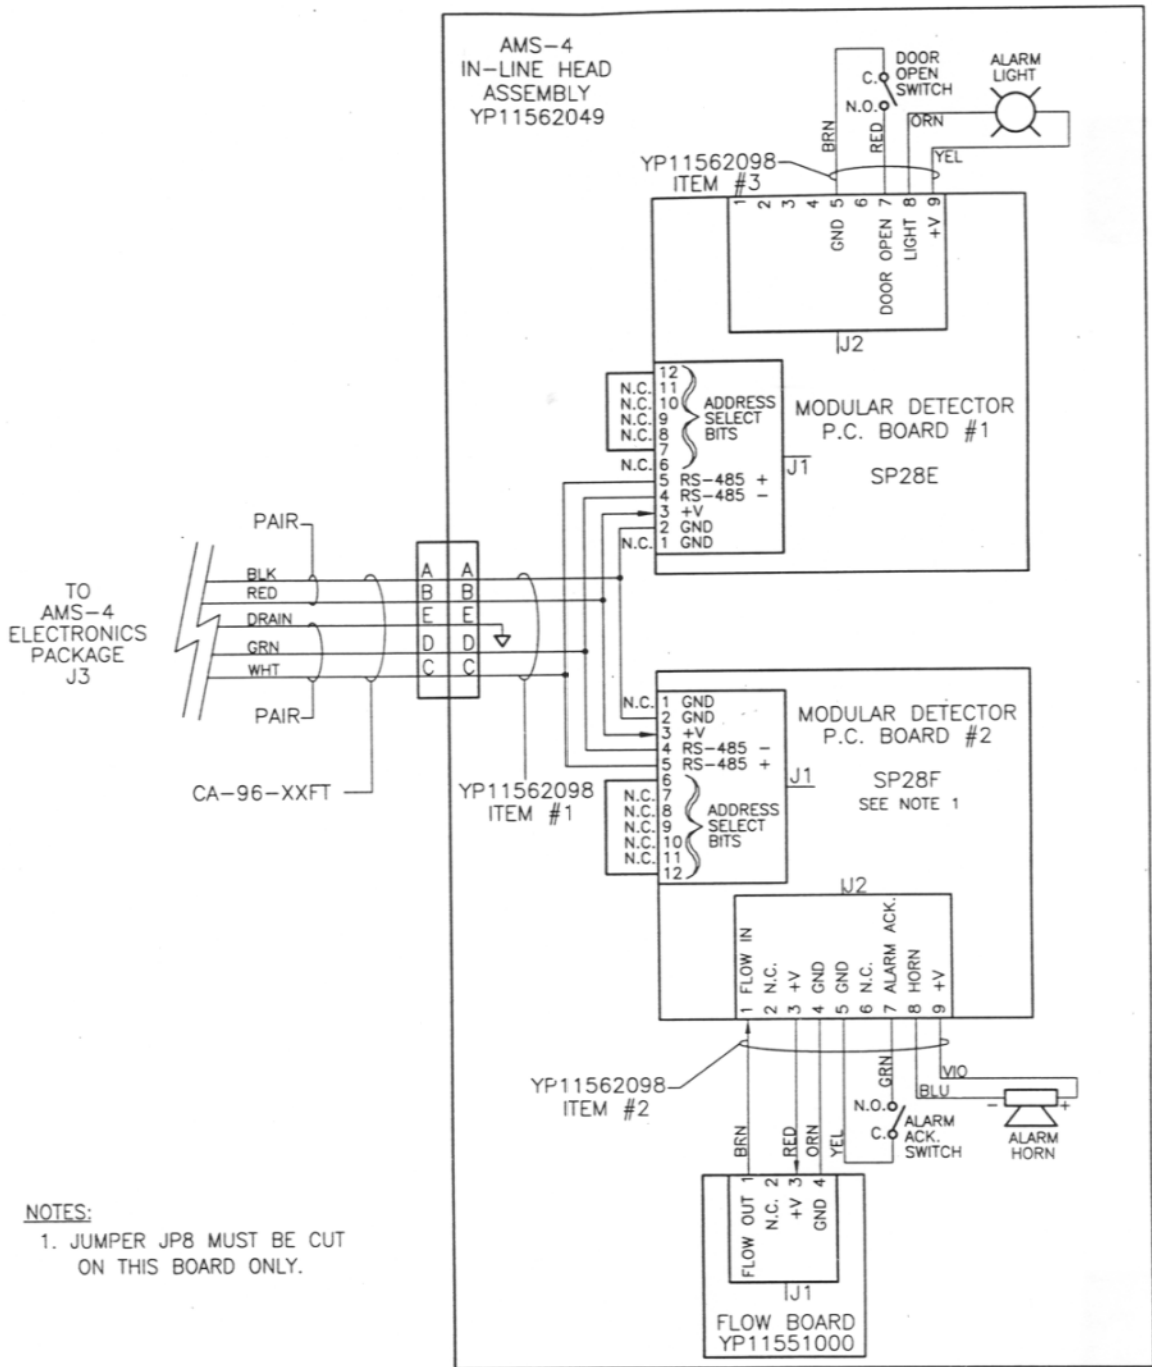 AMS-4
IN-LINE HEAD
ASSEMBLY
YP11562049
DOOR
OPEN
SWITCH
C.
N.O.
ALARM
LIGHT
BRN
RED
ORN
YEL
YP11562098
ITEM #3
1
2
3
4
5 GND
6
7 DOOR OPEN
8 LIGHT
9 +V
J2
12
N.C. 11
N.C. 10
N.C. 9
N.C. 8
7
N.C. 6
ADDRESS
SELECT
BITS
5 RS-485 +
4 RS-485 -
3 +V
2 GND
N.C. 1 GND
J1
MODULAR DETECTOR
P.C. BOARD #1
SP28E
PAIR
TO
AMS-4
ELECTRONICS
PACKAGE
J3
BLK A A
RED B B
DRAIN E E
GRN D D
WHT C C
PAIR
CA-96-XXFT
YP11562098
ITEM #1
N.C. 1 GND
2 GND
3 +V
4 RS-485 -
5 RS-485 +
6
N.C. 7
N.C. 8
N.C. 9
N.C. 10
N.C. 11
12
ADDRESS
SELECT
BITS
J1
MODULAR DETECTOR
P.C. BOARD #2
SP28F
SEE NOTE 1
J2
1 FLOW IN
2 N.C.
3 +V
4 GND
5 GND
6 N.C.
7 ALARM ACK.
8 HORN
9 +V
YP11562098
ITEM #2
BRN
RED
ORN
YEL
GRN
BLU
VIO
N.O.
C.
ALARM
ACK.
SWITCH
- +
ALARM
HORN
FLOW OUT 1
N.C. 2
+V 3
GND 4
J1
FLOW BOARD
YP11551000
NOTES:
1. JUMPER JP8 MUST BE CUT
ON THIS BOARD ONLY.